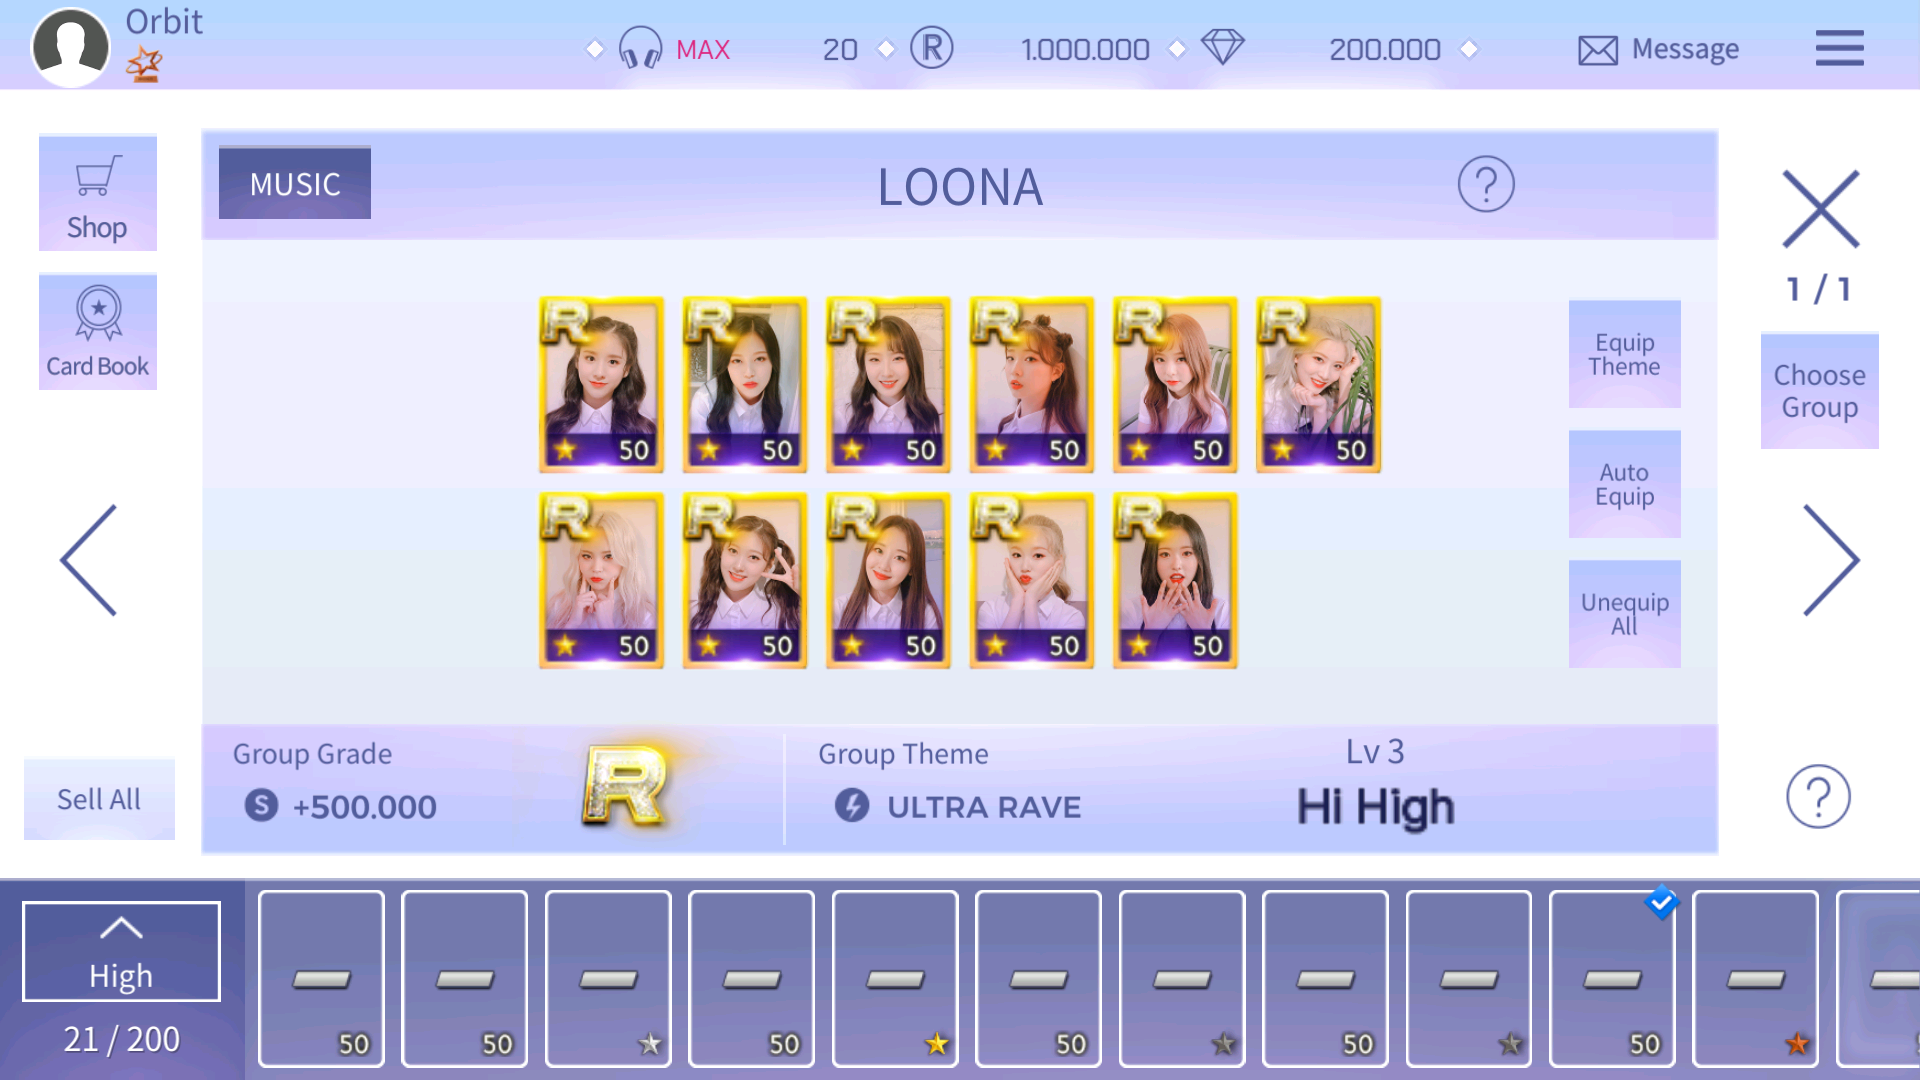 Orbit
MAX
20
R
1.000.000
200.000
Message
Shop
MUSIC
LOONA
?
1 / 1
Card Book
R R R R R R
50 50 50 50 50 50
R R R R R
50 50 50 50 50
Equip
Theme
Auto
Equip
Unequip
All
Choose
Group
Sell All
Group Grade
S +500.000
R
Group Theme
ULTRA RAVE
Lv 3
Hi High
?
High
21 / 200
50 50 50 50 50 50